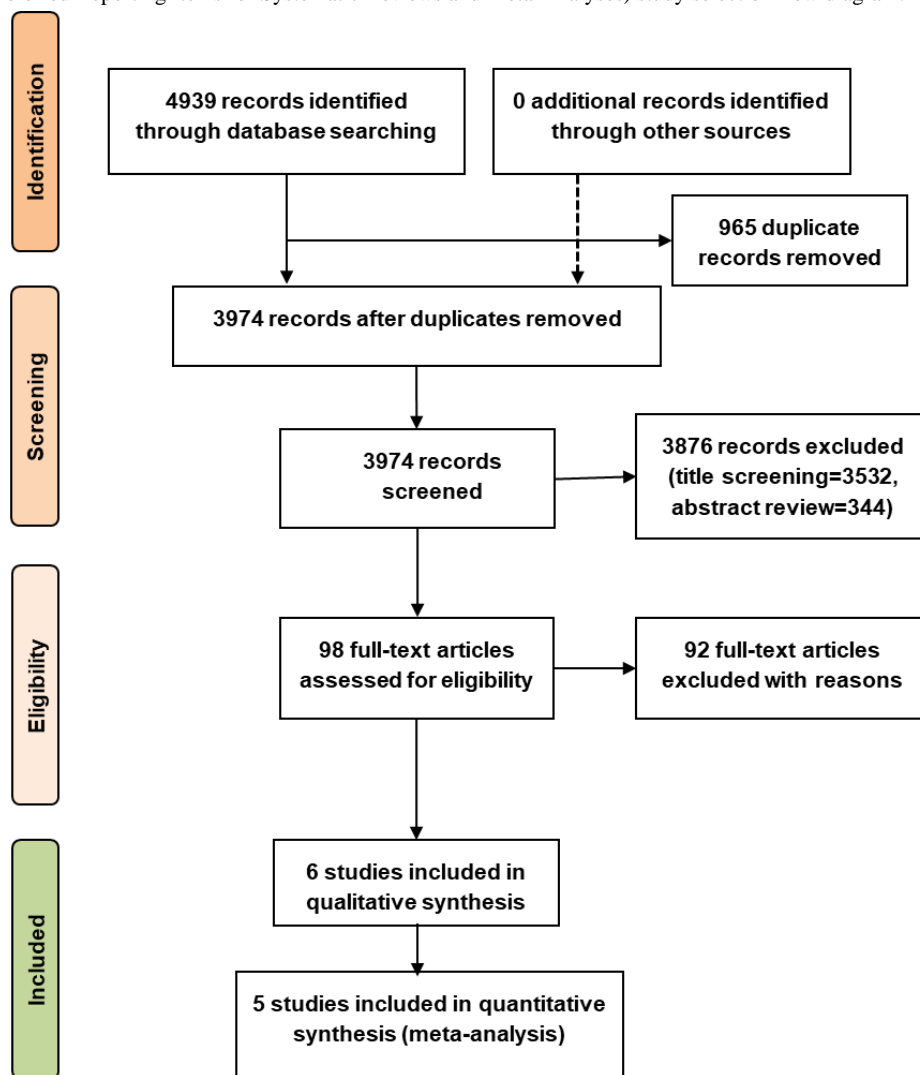 Identification
4939 records identified
through database searching
0 additional records identified
through other sources
965 duplicate
records removed
Screening
3974 records after duplicates removed
3974 records
screened
3876 records excluded
(title screening=3532,
abstract review=344)
Eligibility
98 full-text articles
assessed for eligibility
92 full-text articles
excluded with reasons
Included
6 studies included in
qualitative synthesis
5 studies included in quantitative
synthesis (meta-analysis)